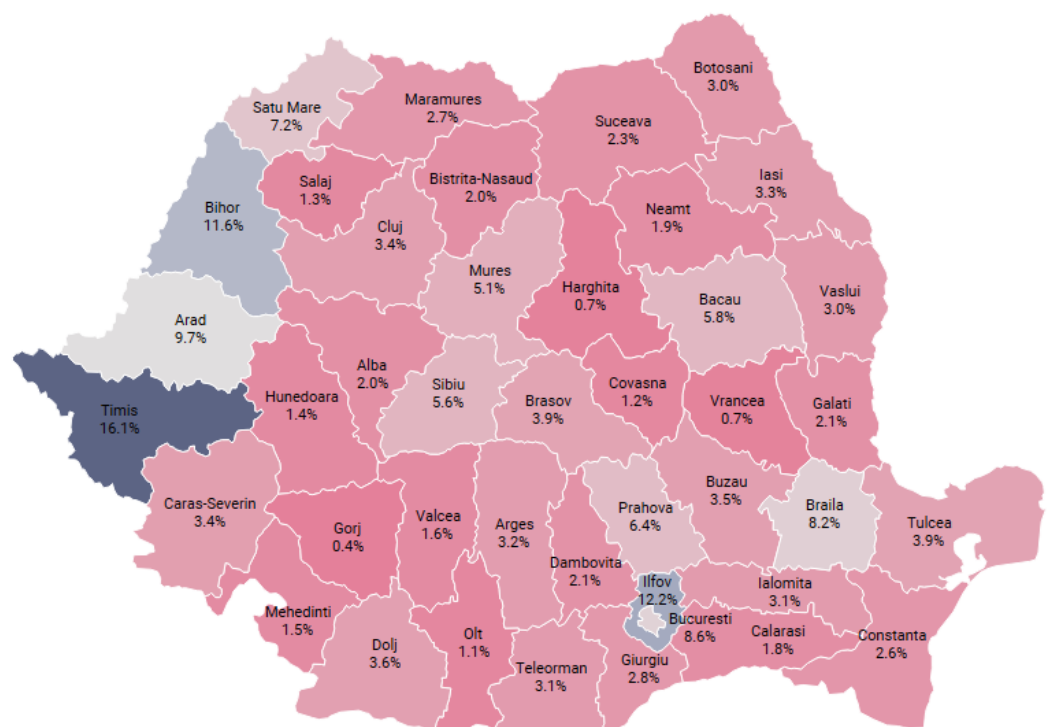 Botosani
3.0%
Maramures
2.7%
Satu Mare
7.2%
Suceava
2.3%
Iasi
3.3%
Salaj
1.3%
Bistrita-Nasaud
2.0%
Bihor
11.6%
Neamt
1.9%
Cluj
3.4%
Mures
5.1%
Harghita
0.7%
Bacau
5.8%
Vaslui
3.0%
Arad
9.7%
Alba
2.0%
Sibiu
5.6%
Covasna
1.2%
Hunedoara
1.4%
Brasov
3.9%
Vrancea
0.7%
Galati
2.1%
Timis
16.1%
Buzau
3.5%
Caras-Severin
3.4%
Prahova
6.4%
Braila
8.2%
Valcea
1.6%
Gorj
0.4%
Arges
3.2%
Tulcea
3.9%
Dambovita
2.1%
Ilfov
12.2%
Ialomita
3.1%
Mehedinti
1.5%
Bucuresti
8.6%
Calarasi
1.8%
Olt
1.1%
Constanta
2.6%
Dolj
3.6%
Giurgiu
2.8%
Teleorman
3.1%